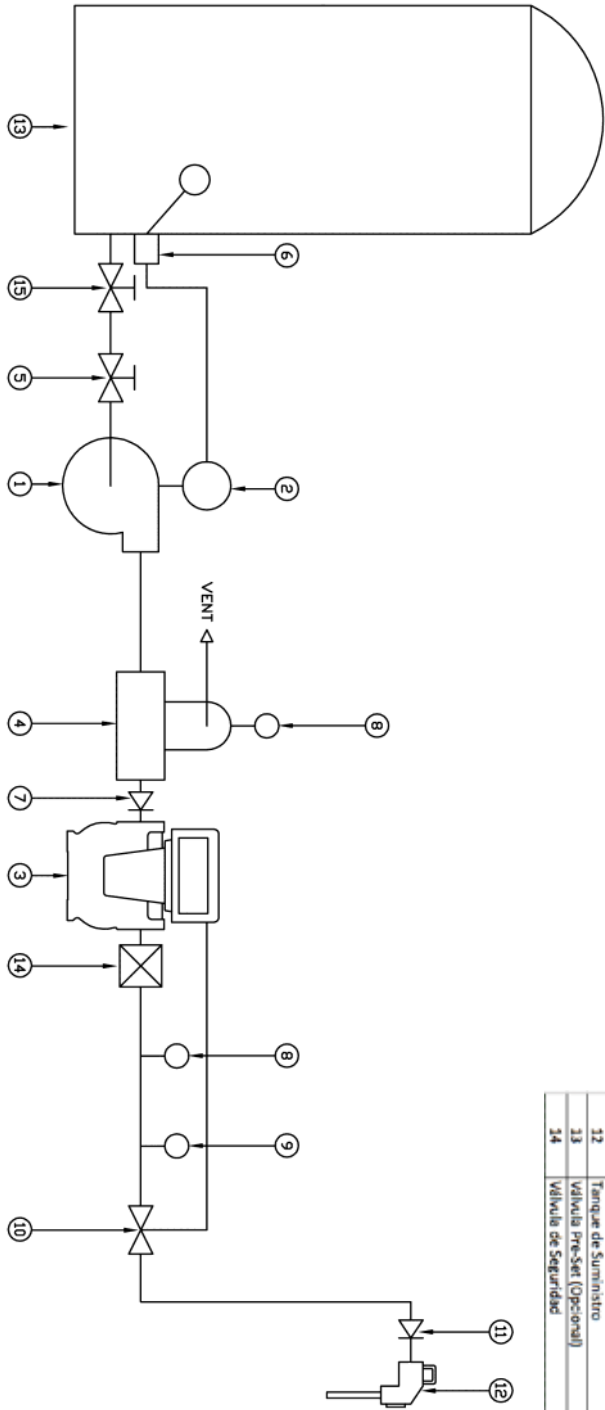 12 Tanque de Suministro
13 Válvula Pre-Set (Opcional)
14 Válvula de Seguridad
11 12
8
6 2 8 9
VENT
13 15 5 1 4 7 3 14 10